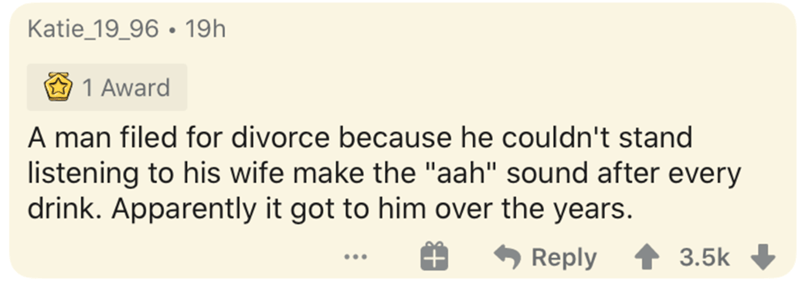 Katie_19_96 • 19h
1 Award
A man filed for divorce because he couldn't stand
listening to his wife make the "aah" sound after every
drink. Apparently it got to him over the years.
... Reply 3.5k